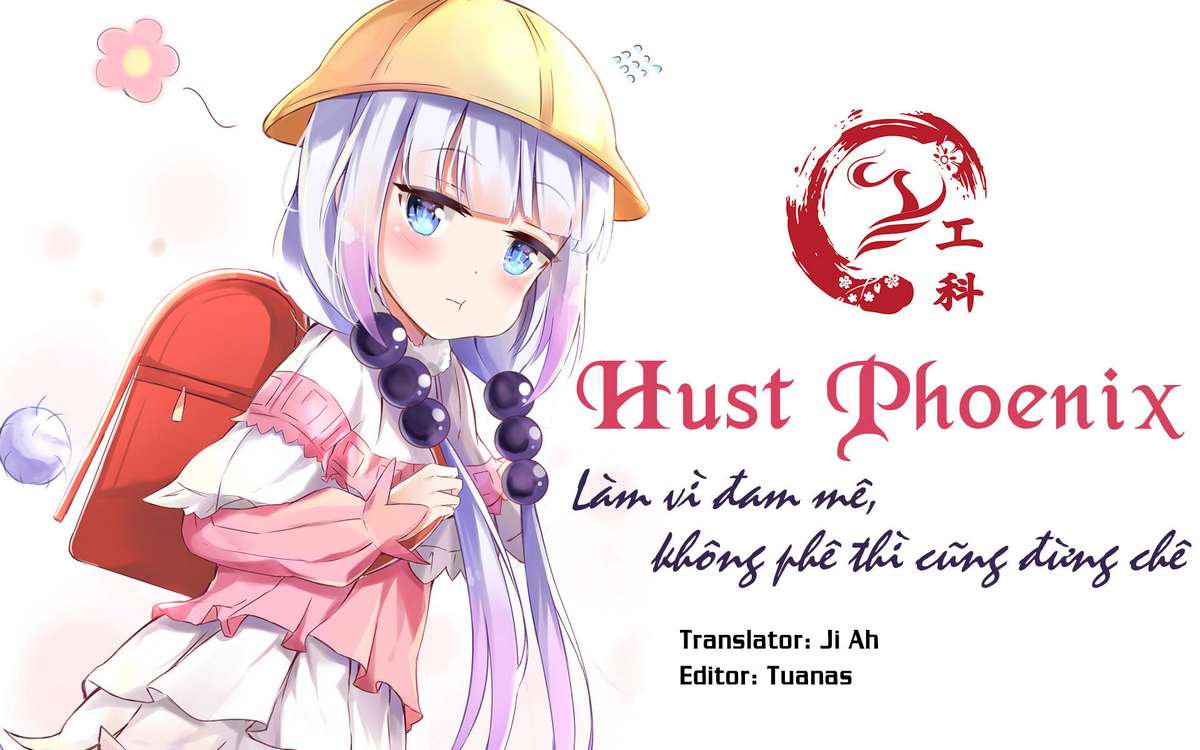 工
科
Hust Phoenix
Làm vì đam mê,
không phê thì cũng đừng chê
Translator: Ji Ah
Editor: Tuanas